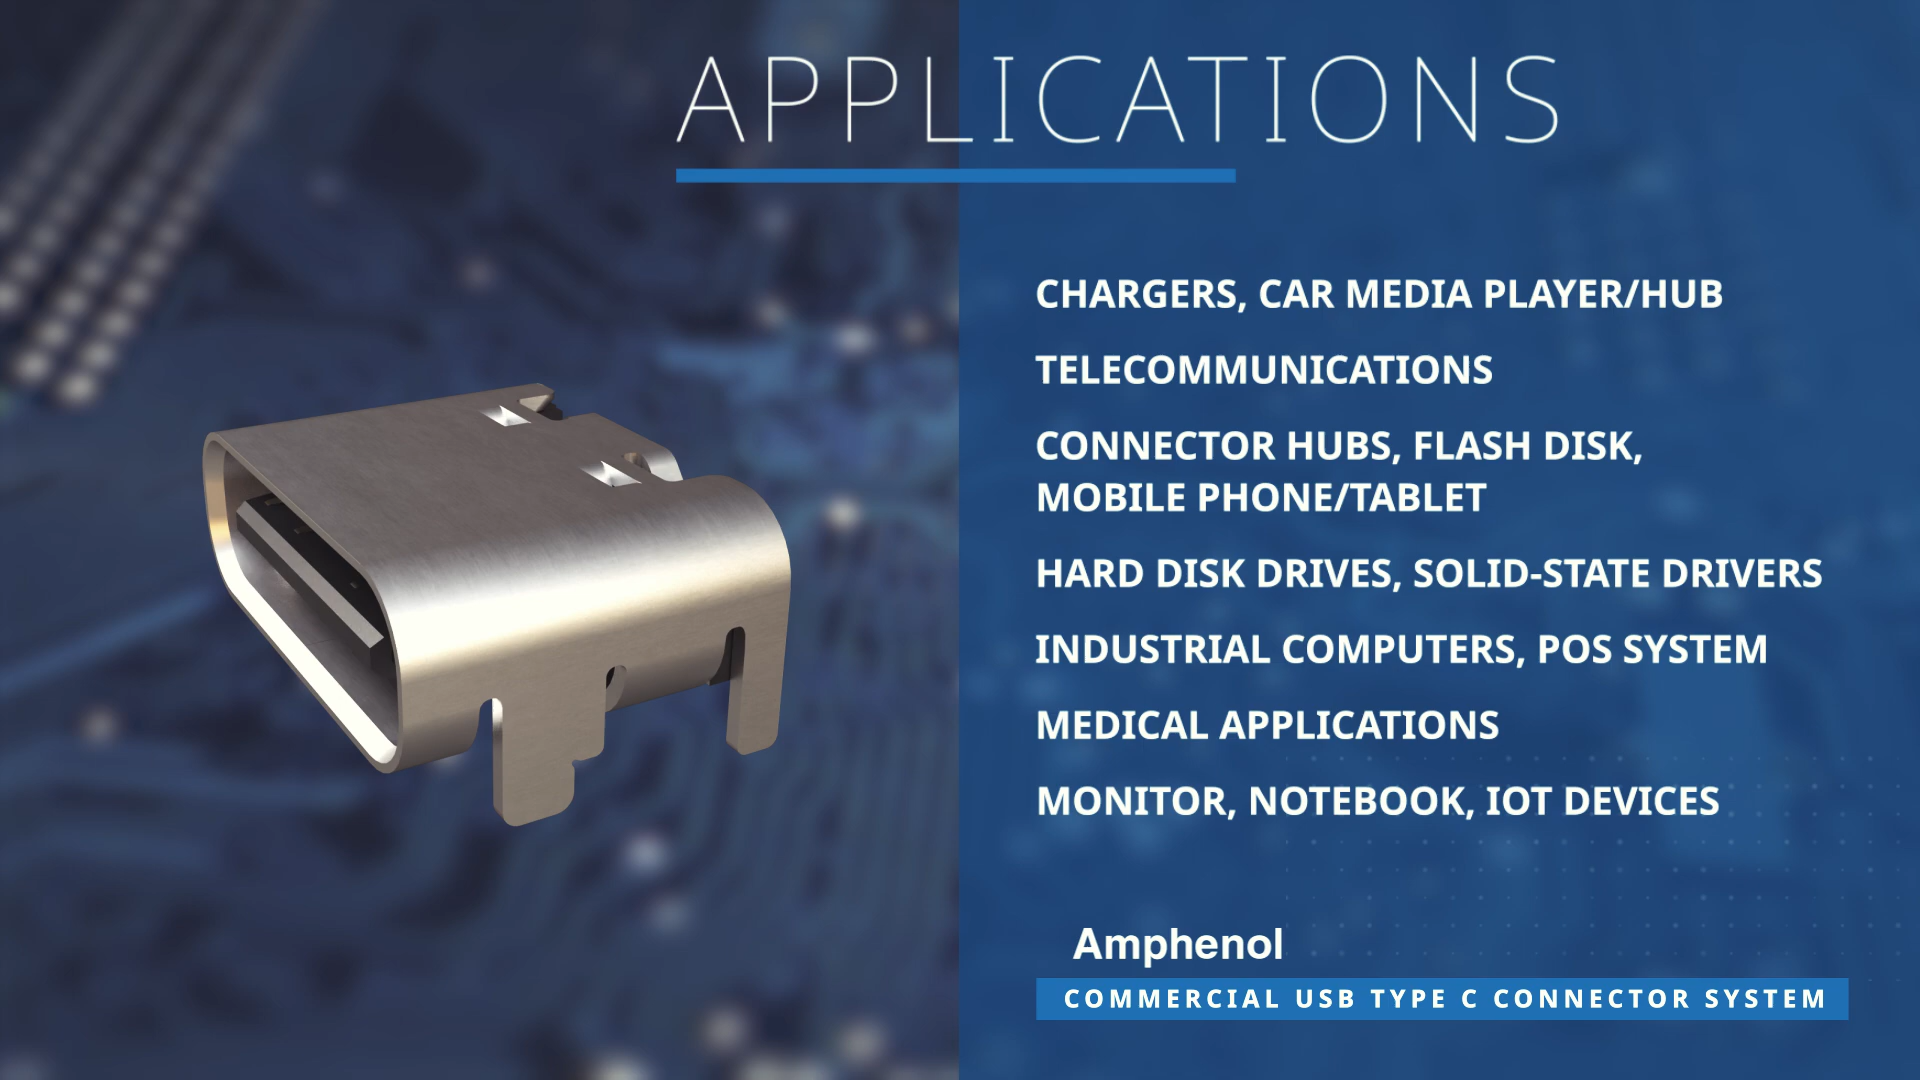 APPLICATIONS
CHARGERS, CAR MEDIA PLAYER/HUB
TELECOMMUNICATIONS
CONNECTOR HUBS, FLASH DISK,
MOBILE PHONE/TABLET
HARD DISK DRIVES, SOLID-STATE DRIVERS
INDUSTRIAL COMPUTERS, POS SYSTEM
MEDICAL APPLICATIONS
MONITOR, NOTEBOOK, IOT DEVICES
Amphenol
COMMERCIAL USB TYPE C CONNECTOR SYSTEM